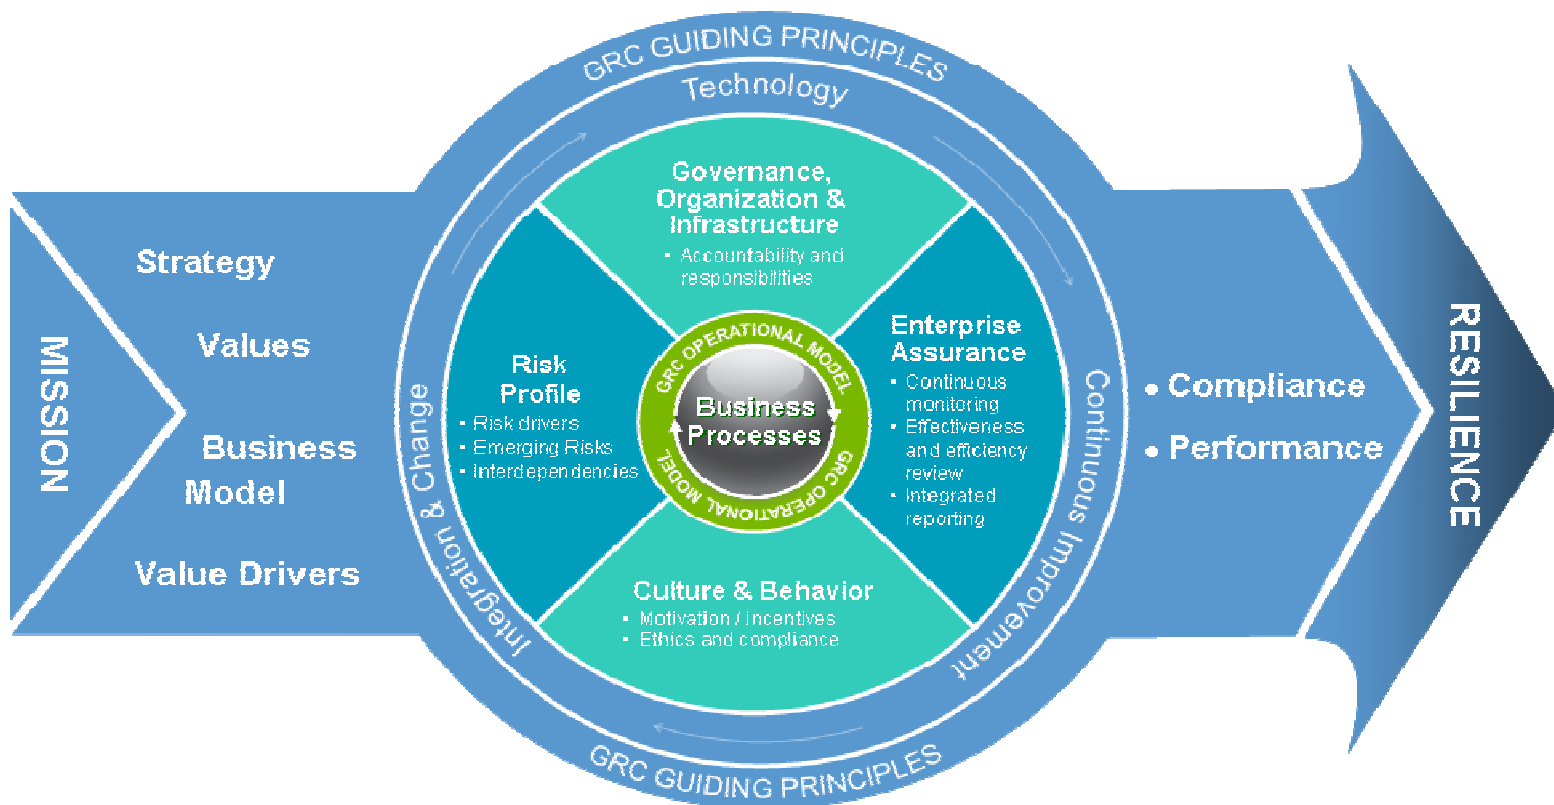 GRC GUIDING PRINCIPLES
Technology
MISSION
Strategy
Values
Business
Model
Value Drivers
Integration & Change
Governance,
Organization &
Infrastructure
▪ Accountability and
responsibilities
Risk
Profile
▪ Risk drivers
▪ Emerging Risks
▪ Interdependencies
GRC OPERATIONAL MODEL
Business
Processes
GRC OPERATIONAL MODEL
Enterprise
Assurance
▪ Continuous
monitoring
▪ Effectiveness
and efficiency
review
▪ Integrated
reporting
Culture & Behavior
▪ Motivation / incentives
▪ Ethics and compliance
Continuous Improvement
• Compliance
• Performance
RESILIENCE
GRC GUIDING PRINCIPLES